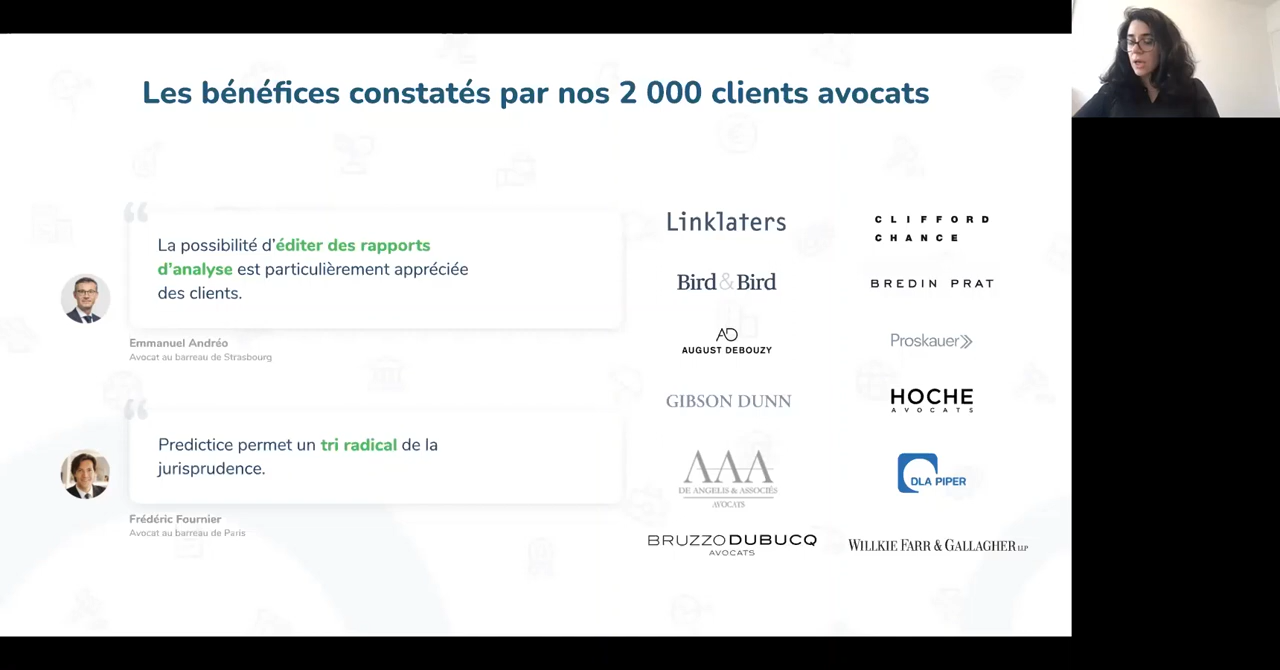 Les bénéfices constatés par nos 2 000 clients avocats
La possibilité d'éditer des rapports
d'analyse est particulièrement appréciée
des clients.
Emmanuel Andréo
Avocat au barreau de Strasbourg
Predictice permet un tri radical de la
jurisprudence.
Frédéric Fournier
Avocat au barreau de Paris
Linklaters
CLIFFORD
CHANCE
Bird & Bird
BREDIN PRAT
AD
AUGUST DEBOUZY
Proskauer
GIBSON DUNN
HOCHE
AVOCATS
AAA
DE ANGELIS & ASSOCIÉS
AVOCATS
DLA PIPER
BRUZZO DUBUCQ
AVOCATS
WILLKIE FARR & GALLAGHER LLP